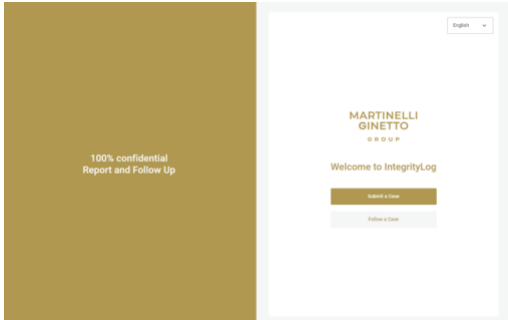 English
100% confidential
Report and Follow Up
MARTINELLI
GINETTO
GROUP
Welcome to IntegrityLog
Submit a Case
Follow a Case